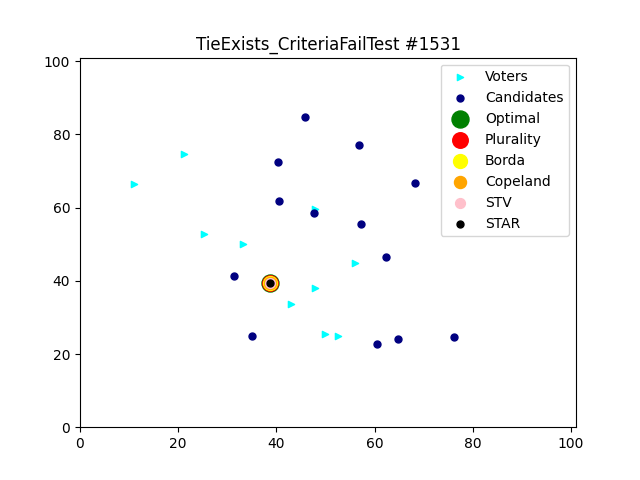 TieExists_CriteriaFailTest #1531
100
80
60
40
20
0
0 20 40 60 80 100
Voters
Candidates
Optimal
Plurality
Borda
Copeland
STV
STAR